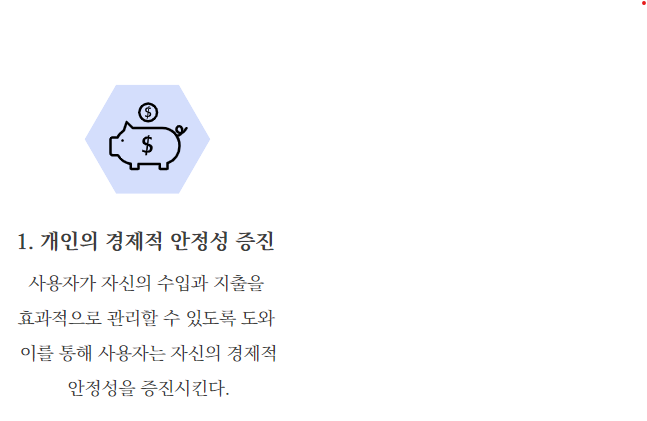 $
$
1. 개인의 경제적 안정성 증진
사용자가 자신의 수입과 지출을
효과적으로 관리할 수 있도록 도와
이를 통해 사용자는 자신의 경제적
안정성을 증진시킨다.